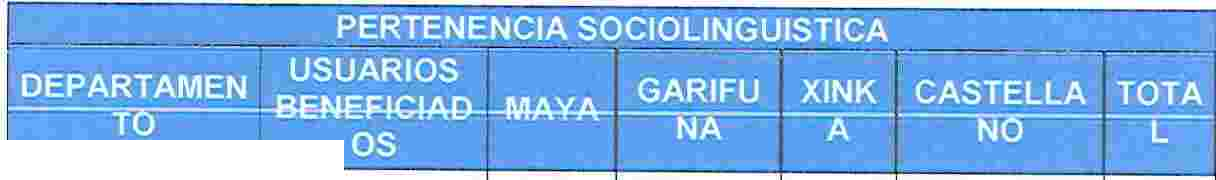 PERTENENCIA SOCIOLINGUISTICA
DEPARTAMEN
TO
USUARIOS
BENEFICIAD
OS
MAYA
GARIFU
NA
XINK
A
CASTELLA
NO
TOTA
L